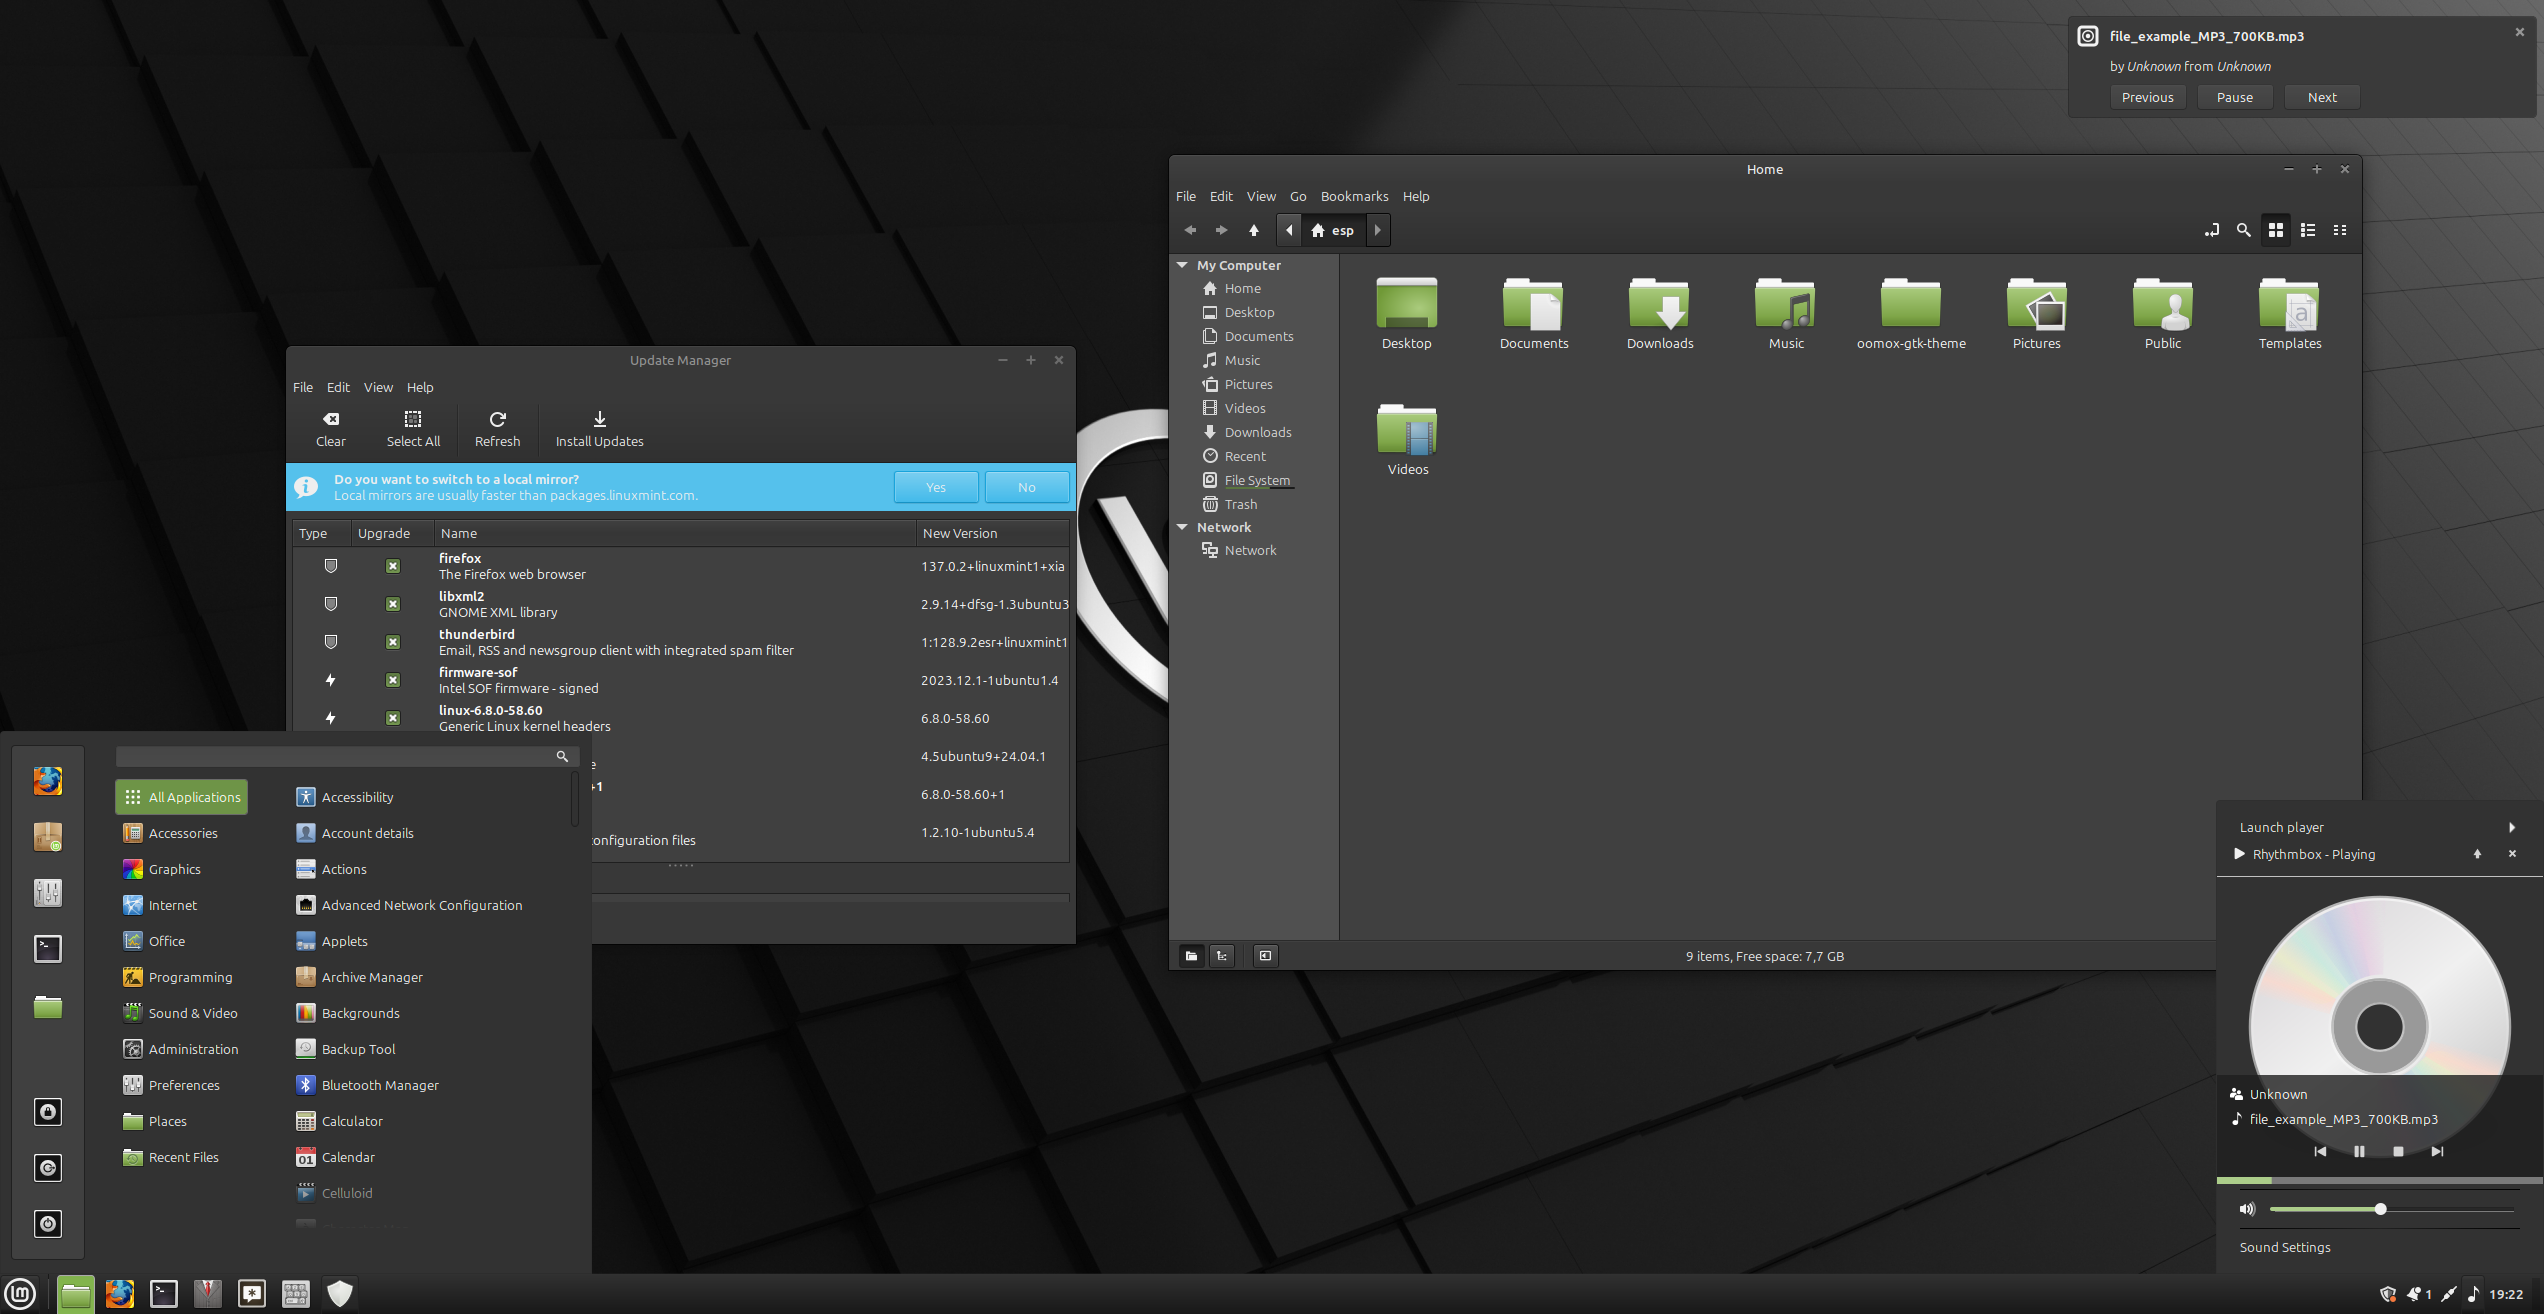 file_example_MP3_700KB.mp3
by Unknown from Unknown
Previous Pause Next
Home
File Edit View Go Bookmarks Help
esp
My Computer
Home
Desktop
Documents
Music
Pictures
Videos
Downloads
Recent
File System
Trash
Network
Network
Desktop Documents Downloads Music oomox-gtk-theme Pictures Public Templates
Videos
9 items, Free space: 7,7 GB
Update Manager
File Edit View Help
Clear Select All Refresh Install Updates
Do you want to switch to a local mirror?
Local mirrors are usually faster than packages.linuxmint.com.
Yes No
Type Upgrade Name New Version
firefox
The Firefox web browser
137.0.2+linuxmint1+xia
libxml2
GNOME XML library
2.9.14+dfsg-1.3ubuntu3
thunderbird
Email, RSS and newsgroup client with integrated spam filter
1:128.9.2esr+linuxmint1
firmware-sof
Intel SOF firmware - signed
2023.12.1-1ubuntu1.4
linux-6.8.0-58.60
Generic Linux kernel headers
6.8.0-58.60
e
4.5ubuntu9+24.04.1
+1
6.8.0-58.60+1
1.2.10-1ubuntu5.4
onfiguration files
All Applications
Accessories
Graphics
Internet
Office
Programming
Sound & Video
Administration
Preferences
Places
Recent Files
Accessibility
Account details
Actions
Advanced Network Configuration
Applets
Archive Manager
Backgrounds
Backup Tool
Bluetooth Manager
Calculator
01 Calendar
Celluloid
Launch player
Rhythmbox - Playing
Unknown
file_example_MP3_700KB.mp3
Sound Settings
1 19:22